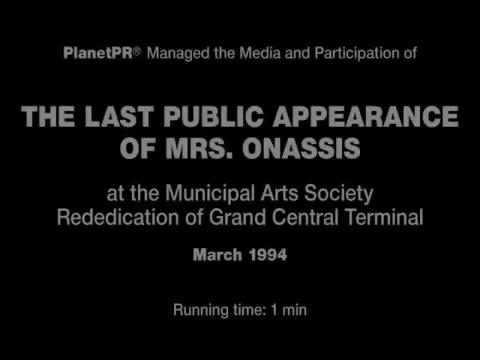 PlanetPR® Managed the Media and Participation of
THE LAST PUBLIC APPEARANCE
OF MRS. ONASSIS
at the Municipal Arts Society
Rededication of Grand Central Terminal
March 1994
Running time: 1 min